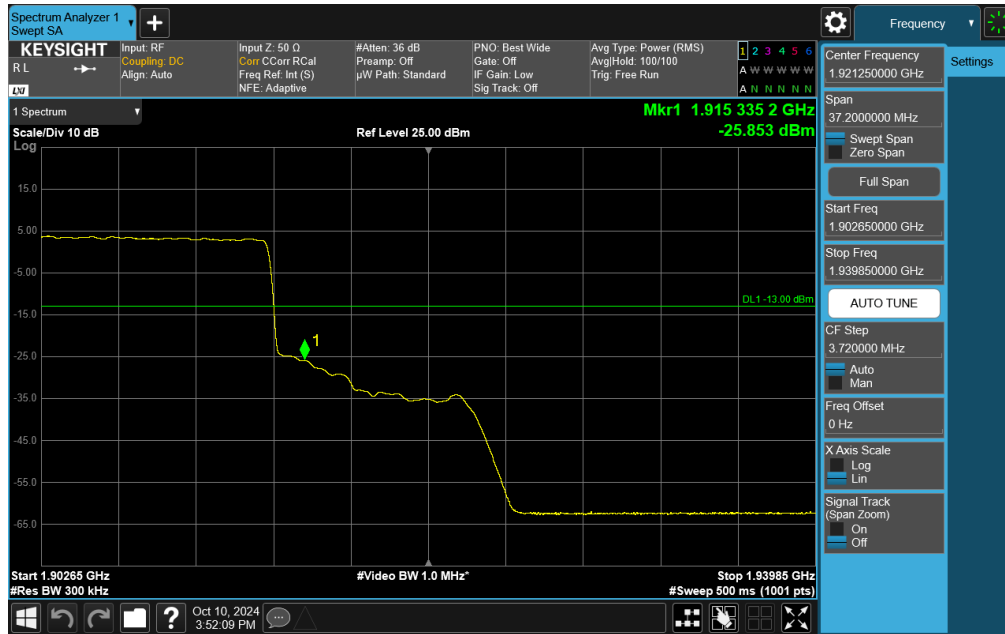 Spectrum Analyzer 1
Swept SA
Frequency
KEYSIGHT
R L
LXI
Input: RF
Coupling: DC
Align: Auto
Input Z: 50 Ω
Corr CCorr RCal
Freq Ref: Int (S)
NFE: Adaptive
#Atten: 36 dB
Preamp: Off
µW Path: Standard
PNO: Best Wide
Gate: Off
IF Gain: Low
Sig Track: Off
Avg Type: Power (RMS)
Avg|Hold: 100/100
Trig: Free Run
1 2 3 4 5 6
A W W W W W
A N N N N N
1 Spectrum
Mkr1 1.915 335 2 GHz
-25.853 dBm
Scale/Div 10 dB
Ref Level 25.00 dBm
Log
15.0
5.00
-5.00
DL1 -13.00 dBm
-15.0
1
-25.0
-35.0
-45.0
-55.0
-65.0
Start 1.90265 GHz
#Video BW 1.0 MHz*
Stop 1.93985 GHz
#Res BW 300 kHz
#Sweep 500 ms (1001 pts)
Center Frequency
1.921250000 GHz
Settings
Span
37.2000000 MHz
Swept Span
Zero Span
Full Span
Start Freq
1.902650000 GHz
Stop Freq
1.939850000 GHz
AUTO TUNE
CF Step
3.720000 MHz
Auto
Man
Freq Offset
0 Hz
X Axis Scale
Log
Lin
Signal Track
(Span Zoom)
On
Off
?
Oct 10, 2024
3:52:09 PM